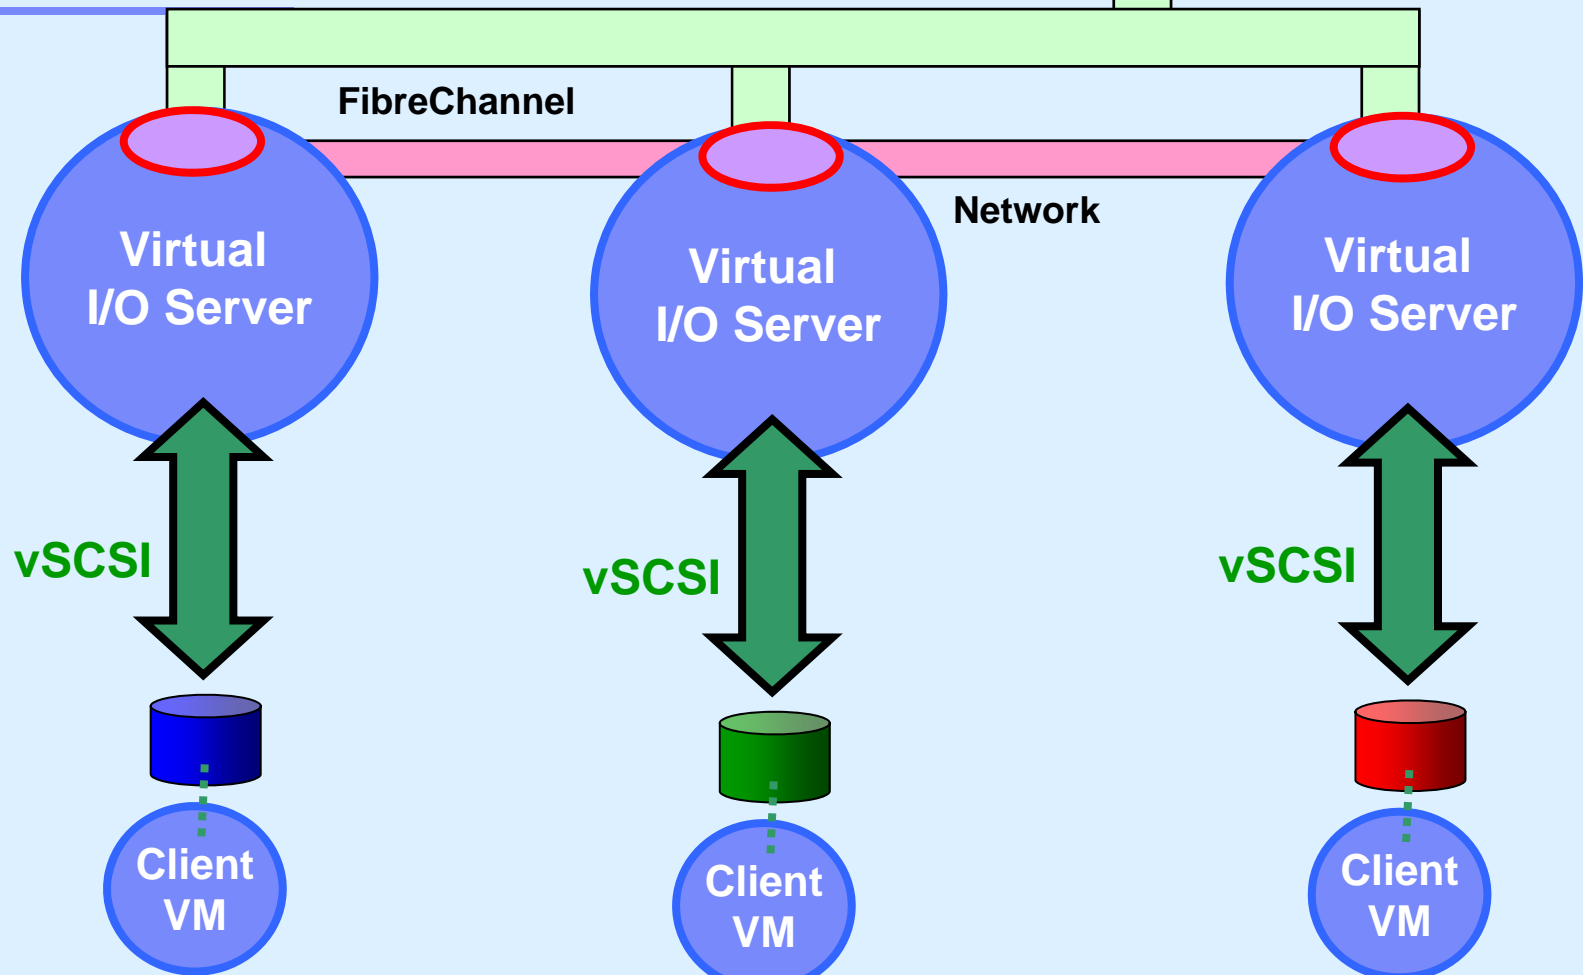 FibreChannel
Network
Virtual
I/O Server
Virtual
I/O Server
Virtual
I/O Server
vSCSI
vSCSI
vSCSI
Client
VM
Client
VM
Client
VM